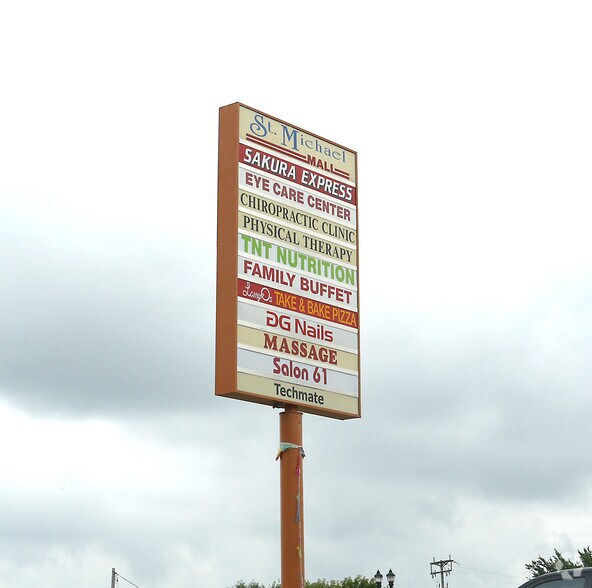 St. Michael
MALL
SAKURA EXPRESS
EYE CARE CENTER
CHIROPRACTIC CLINIC
PHYSICAL THERAPY
TNT NUTRITION
FAMILY BUFFET
TAKE & BAKE PIZZA
DG Nails
MASSAGE
Salon 61
Techmate